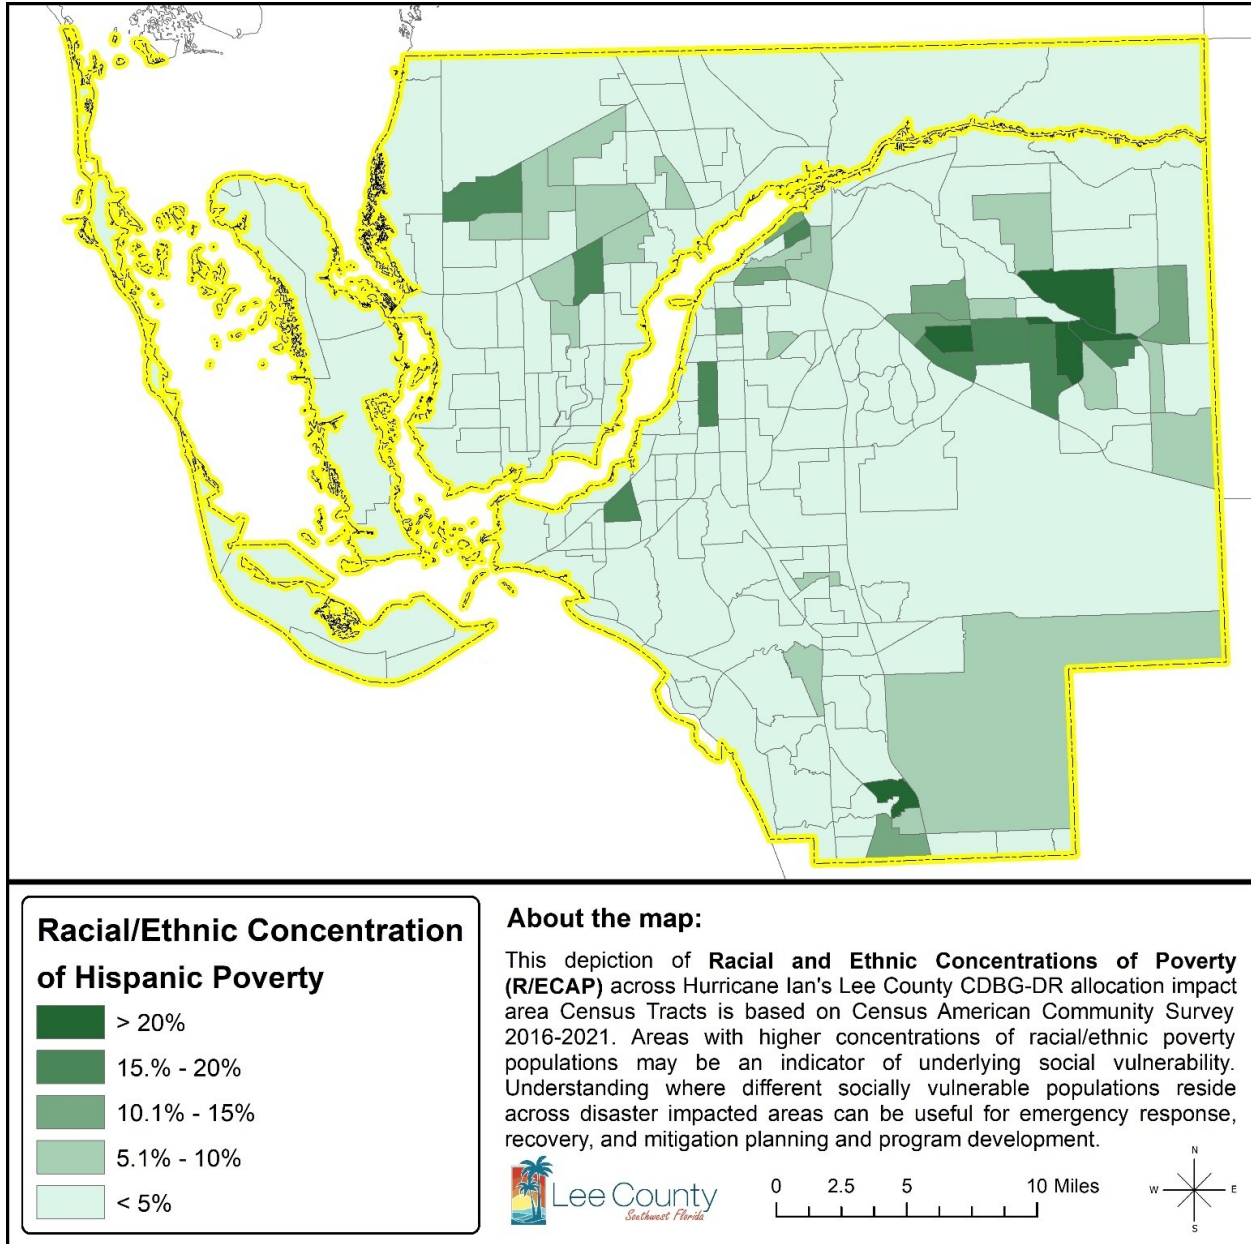 Racial/Ethnic Concentration
of Hispanic Poverty
> 20%
15.% - 20%
10.1% - 15%
5.1% - 10%
< 5%
About the map:
This depiction of Racial and Ethnic Concentrations of Poverty
(R/ECAP) across Hurricane Ian's Lee County CDBG-DR allocation impact
area Census Tracts is based on Census American Community Survey
2016-2021. Areas with higher concentrations of racial/ethnic poverty
populations may be an indicator of underlying social vulnerability.
Understanding where different socially vulnerable populations reside
across disaster impacted areas can be useful for emergency response,
recovery, and mitigation planning and program development.
Lee County
Southwest Florida
0 2.5 5 10 Miles
N
W E
S